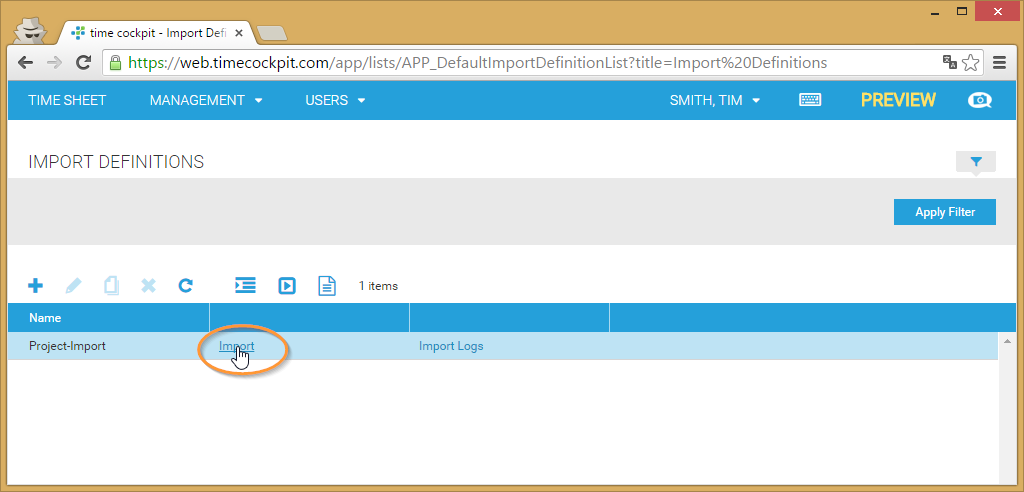 time cockpit - Import Defi
https://web.timecockpit.com/app/lists/APP_DefaultImportDefinitionList?title=Import%20Definitions
TIME SHEET MANAGEMENT USERS SMITH, TIM PREVIEW
IMPORT DEFINITIONS
Apply Filter
1 items
Name
Project-Import Import Import Logs